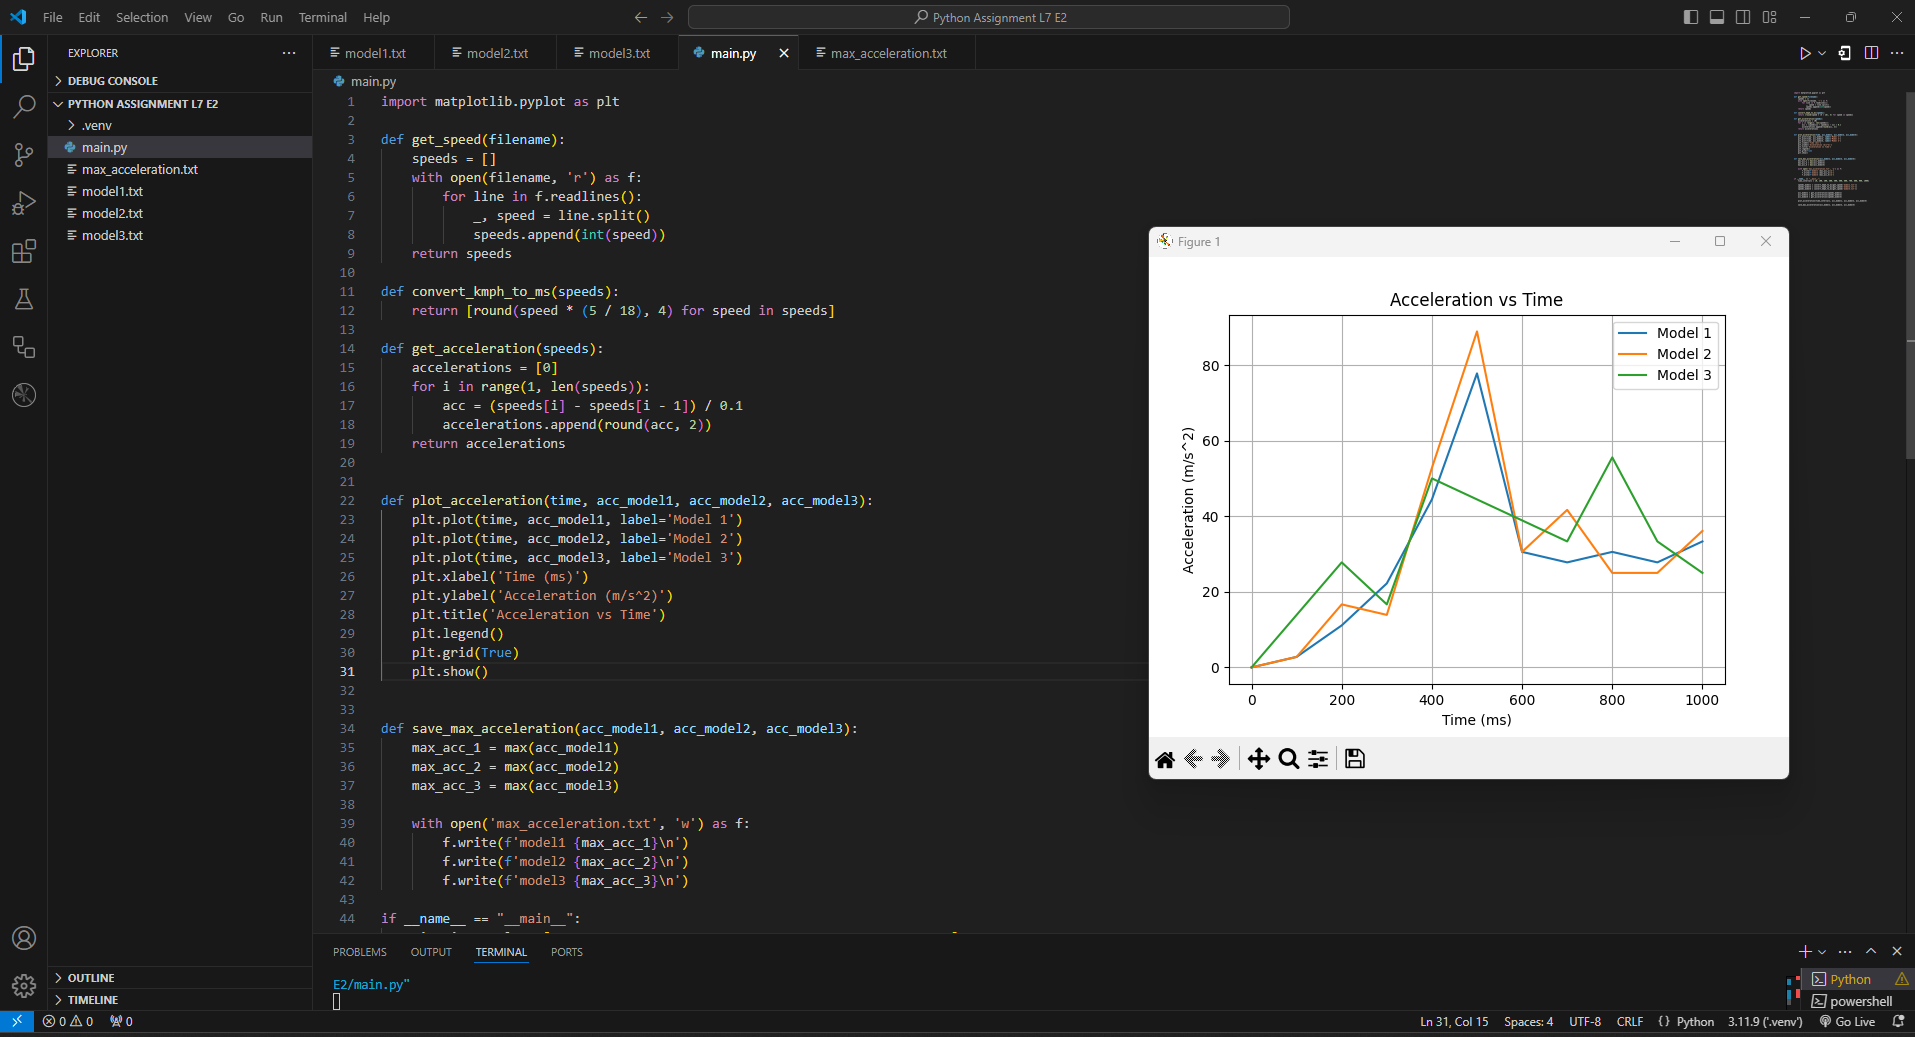 File Edit Selection View Go Run Terminal Help
Python Assignment L7 E2
EXPLORER
DEBUG CONSOLE
PYTHON ASSIGNMENT L7 E2
.venv
main.py
max_acceleration.txt
model1.txt
model2.txt
model3.txt
OUTLINE
TIMELINE
model1.txt model2.txt model3.txt main.py max_acceleration.txt
main.py
1 import matplotlib.pyplot as plt
2
3 def get_speed(filename):
4 speeds = []
5 with open(filename, 'r') as f:
6 for line in f.readlines():
7 _, speed = line.split()
8 speeds.append(int(speed))
9 return speeds
10
11 def convert_kmph_to_ms(speeds):
12 return [round(speed * (5 / 18), 4) for speed in speeds]
13
14 def get_acceleration(speeds):
15 accelerations = [0]
16 for i in range(1, len(speeds)):
17 acc = (speeds[i] - speeds[i - 1]) / 0.1
18 accelerations.append(round(acc, 2))
19 return accelerations
20
21
22 def plot_acceleration(time, acc_model1, acc_model2, acc_model3):
23 plt.plot(time, acc_model1, label='Model 1')
24 plt.plot(time, acc_model2, label='Model 2')
25 plt.plot(time, acc_model3, label='Model 3')
26 plt.xlabel('Time (ms)')
27 plt.ylabel('Acceleration (m/s^2)')
28 plt.title('Acceleration vs Time')
29 plt.legend()
30 plt.grid(True)
31 plt.show()
32
33
34 def save_max_acceleration(acc_model1, acc_model2, acc_model3):
35 max_acc_1 = max(acc_model1)
36 max_acc_2 = max(acc_model2)
37 max_acc_3 = max(acc_model3)
38
39 with open('max_acceleration.txt', 'w') as f:
40 f.write(f'model1 {max_acc_1}\n')
41 f.write(f'model2 {max_acc_2}\n')
42 f.write(f'model3 {max_acc_3}\n')
43
44 if __name__ == "__main__":
Figure 1
Acceleration vs Time
Model 1
Model 2
Model 3
Acceleration (m/s^2)
80
60
40
20
0
0 200 400 600 800 1000
Time (ms)
PROBLEMS OUTPUT TERMINAL PORTS
E2/main.py"
Python
powershell
0 0 0
Ln 31, Col 15 Spaces: 4 UTF-8 CRLF {} Python 3.11.9 ('.venv') Go Live